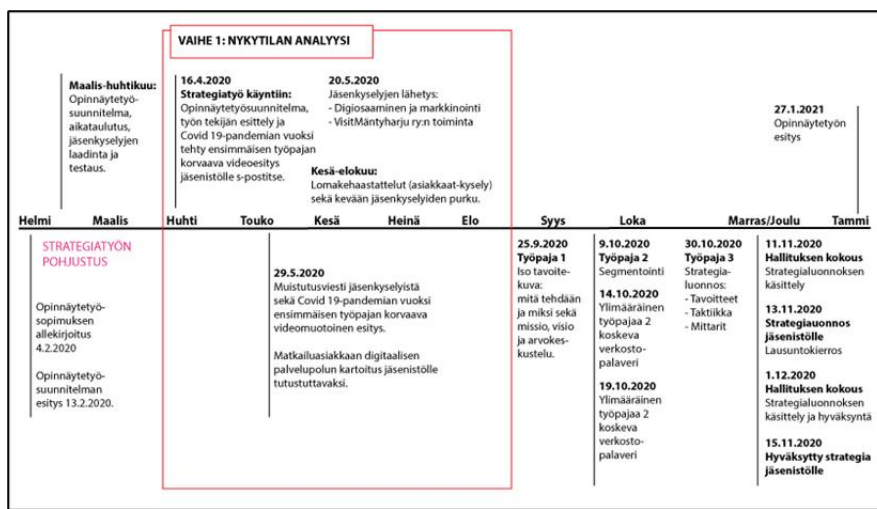 VAIHE 1: NYKYTILAN ANALYYSI
Maalis-huhtikuu:
Opinnäytetyö-
suunnitelma,
aikataulutus,
jäsenkyselyjen
laadinta ja
testaus.
16.4.2020
Strategiatyö käyntiin:
Opinnäytetyösuunnitelma,
työn tekijän esittely ja
Covid 19-pandemian vuoksi
tehty ensimmäisen työpajan
korvaava videoesitys
jäsenistölle s-postitse.
20.5.2020
Jäsenkyselyjen lähetys:
- Digiosaaminen ja markkinointi
- VisitMäntyharju ry:n toiminta
Kesä-elokuu:
Lomakehaastattelut (asiakkaat-kysely)
sekä kevään jäsenkyselyiden purku.
27.1.2021
Opinnäytetyön
esitys
Helmi Maalis Huhti Touko Kesä Heinä Elo Syys Loka Marras/Joulu Tammi
STRATEGIATYÖN
POHJUSTUS
Opinnäytetyö-
sopimuksen
allekirjoitus
4.2.2020
Opinnäytetyö-
suunnitelman
esitys 13.2.2020.
29.5.2020
Muistutusviesti jäsenkyselyistä
sekä Covid 19-pandemian vuoksi
ensimmäisen työpajan korvaava
videomuotoinen esitys.
Matkailuasiakkaan digitaalisen
palvelupolun kartoitus jäsenistölle
tutustuttavaksi.
25.9.2020
Työpaja 1
Iso tavoite-
kuva:
mitä tehdään
ja miksi sekä
missio, visio
ja arvokes-
kustelu.
9.10.2020
Työpaja 2
Segmentointi
14.10.2020
Ylimääräinen
työpajaa 2
koskeva
verkosto-
palaveri
19.10.2020
Ylimääräinen
työpajaa 2
koskeva
verkosto-
palaveri
30.10.2020
Työpaja 3
Strategia-
luonnos:
- Tavoitteet
- Taktiikka
- Mittarit
11.11.2020
Hallituksen kokous
Strategialuonnoksen
käsittely
13.11.2020
Strategiauonnos
jäsenistölle
Lausuntokierros
1.12.2020
Hallituksen kokous
Strategialuonnoksen
käsittely ja hyväksyntä
15.11.2020
Hyväksytty strategia
jäsenistölle